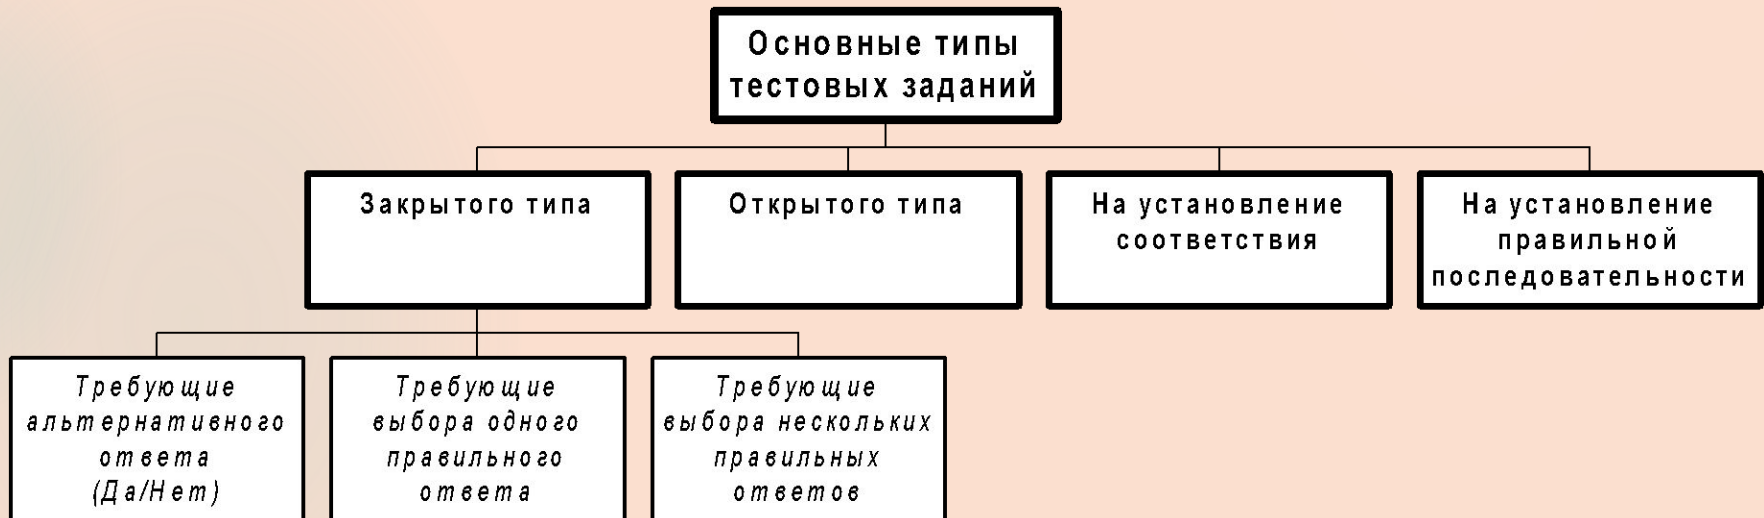 Основные типы
тестовых заданий
Закрытого типа
Открытого типа
На установление
соответствия
На установление
правильной
последовательности
Требующие
альтернативного
ответа
(Да/Нет)
Требующие
выбора одного
правильного
ответа
Требующие
выбора нескольких
правильных
ответов